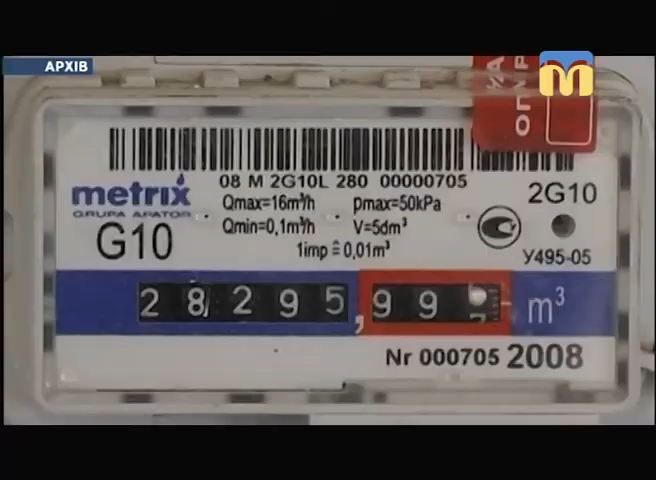 АРХІВ
М
ОПЛ
08 M 2G10L 280 00000705
metrix
GRUPA APATOR
Qmax=16m³/h pmax=50kPa
Qmin=0,1m³/h V=5dm³
1imp ≙ 0,01m³
G10
2G10
У495-05
28295,99
m³
Nr 000705 2008